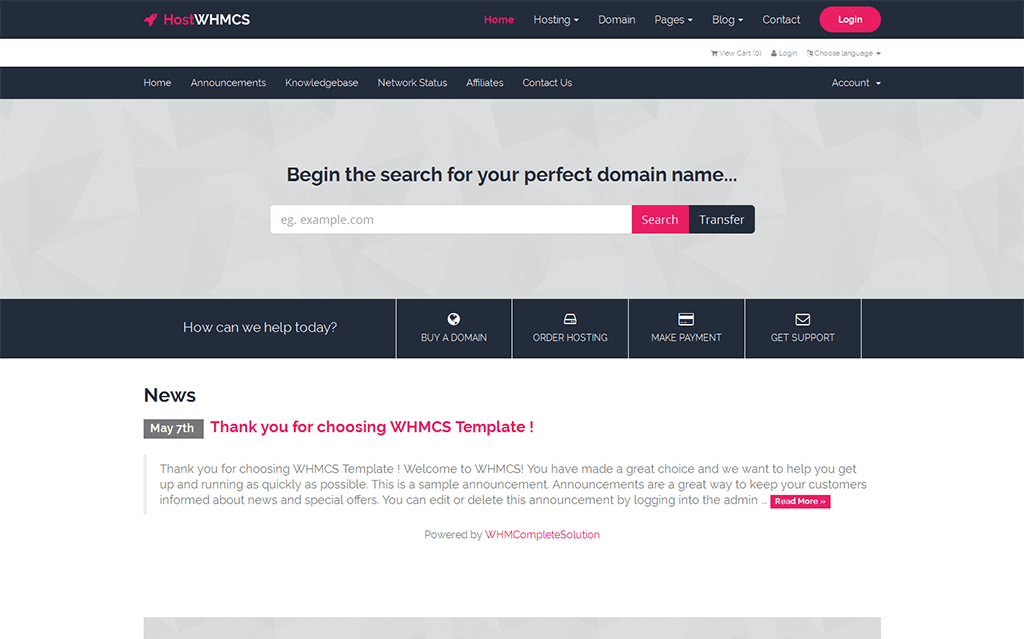 HostWHMCS Home Hosting Domain Pages Blog Contact Login
View Cart (0) Login Choose language
Home Announcements Knowledgebase Network Status Affiliates Contact Us Account
Begin the search for your perfect domain name...
eg. example.com Search Transfer
How can we help today? BUY A DOMAIN ORDER HOSTING MAKE PAYMENT GET SUPPORT
News
May 7th Thank you for choosing WHMCS Template !
Thank you for choosing WHMCS Template ! Welcome to WHMCS! You have made a great choice and we want to help you get
up and running as quickly as possible. This is a sample announcement. Announcements are a great way to keep your customers
informed about news and special offers. You can edit or delete this announcement by logging into the admin ... Read More »
Powered by WHMCompleteSolution